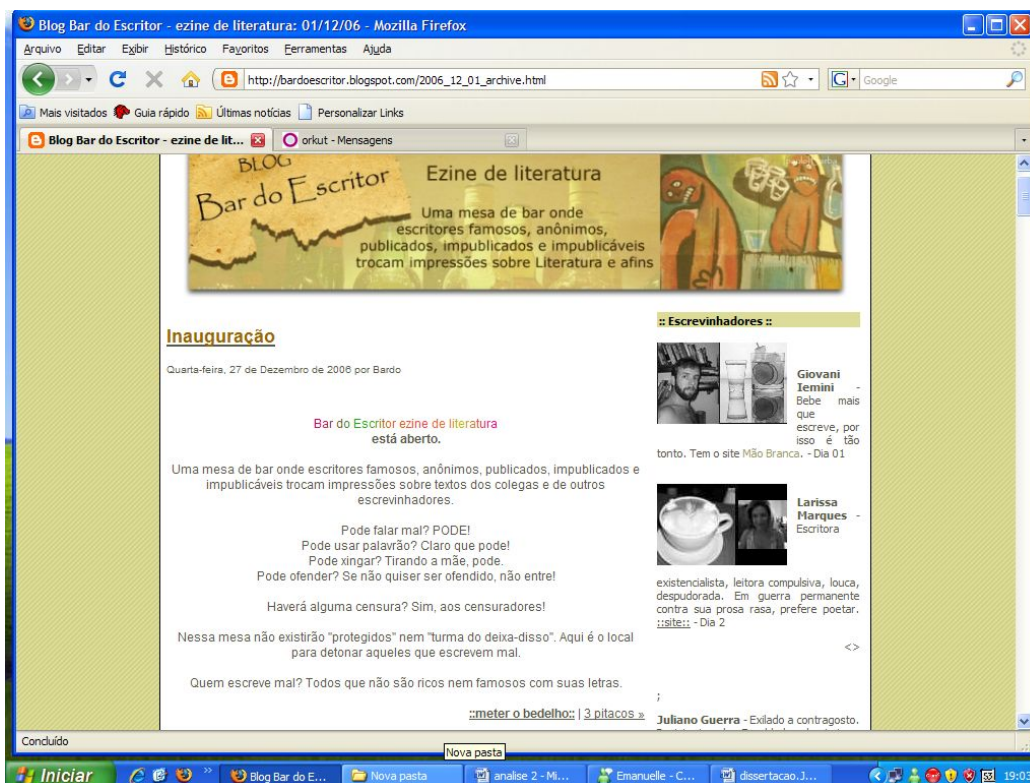 Blog Bar do Escritor - ezine de literatura: 01/12/06 - Mozilla Firefox
Arquivo Editar Exibir Histórico Favoritos Ferramentas Ajuda
http://bardoescritor.blogspot.com/2006_12_01_archive.html
G Google
Mais visitados Guia rápido Últimas notícias Personalizar Links
Blog Bar do Escritor - ezine de lit... orkut - Mensagens
BLOG
Bar do Escritor
Ezine de literatura
Uma mesa de bar onde
escritores famosos, anônimos,
publicados, impublicados e impublicáveis
trocam impressões sobre Literatura e afins
Inauguração
Quarta-feira, 27 de Dezembro de 2006 por Bardo
Bar do Escritor ezine de literatura
está aberto.
Uma mesa de bar onde escritores famosos, anônimos, publicados, impublicados e
impublicáveis trocam impressões sobre textos dos colegas e de outros
escrevinhadores.
Pode falar mal? PODE!
Pode usar palavrão? Claro que pode!
Pode xingar? Tirando a mãe, pode.
Pode ofender? Se não quiser ser ofendido, não entre!
Haverá alguma censura? Sim, aos censuradores!
Nessa mesa não existirão "protegidos" nem "turma do deixa-disso". Aqui é o local
para detonar aqueles que escrevem mal.
Quem escreve mal? Todos que não são ricos nem famosos com suas letras.
::meter o bedelho:: | 3 pitacos »
:: Escrevinhadores ::
Giovani
Iemini -
Bebe mais
que
escreve, por
isso é tão
tonto. Tem o site Mão Branca. - Dia 01
Larissa
Marques -
Escritora
existencialista, leitora compulsiva, louca,
despudorada. Em guerra permanente
contra sua prosa rasa, prefere poetar.
::site:: - Dia 2
<>
;
Juliano Guerra - Exilado a contragosto.
Concluído
Nova pasta
Iniciar
Blog Bar do E...
Nova pasta
analise 2 - Mi...
Emanuelle - C...
dissertacao.J...
19:03